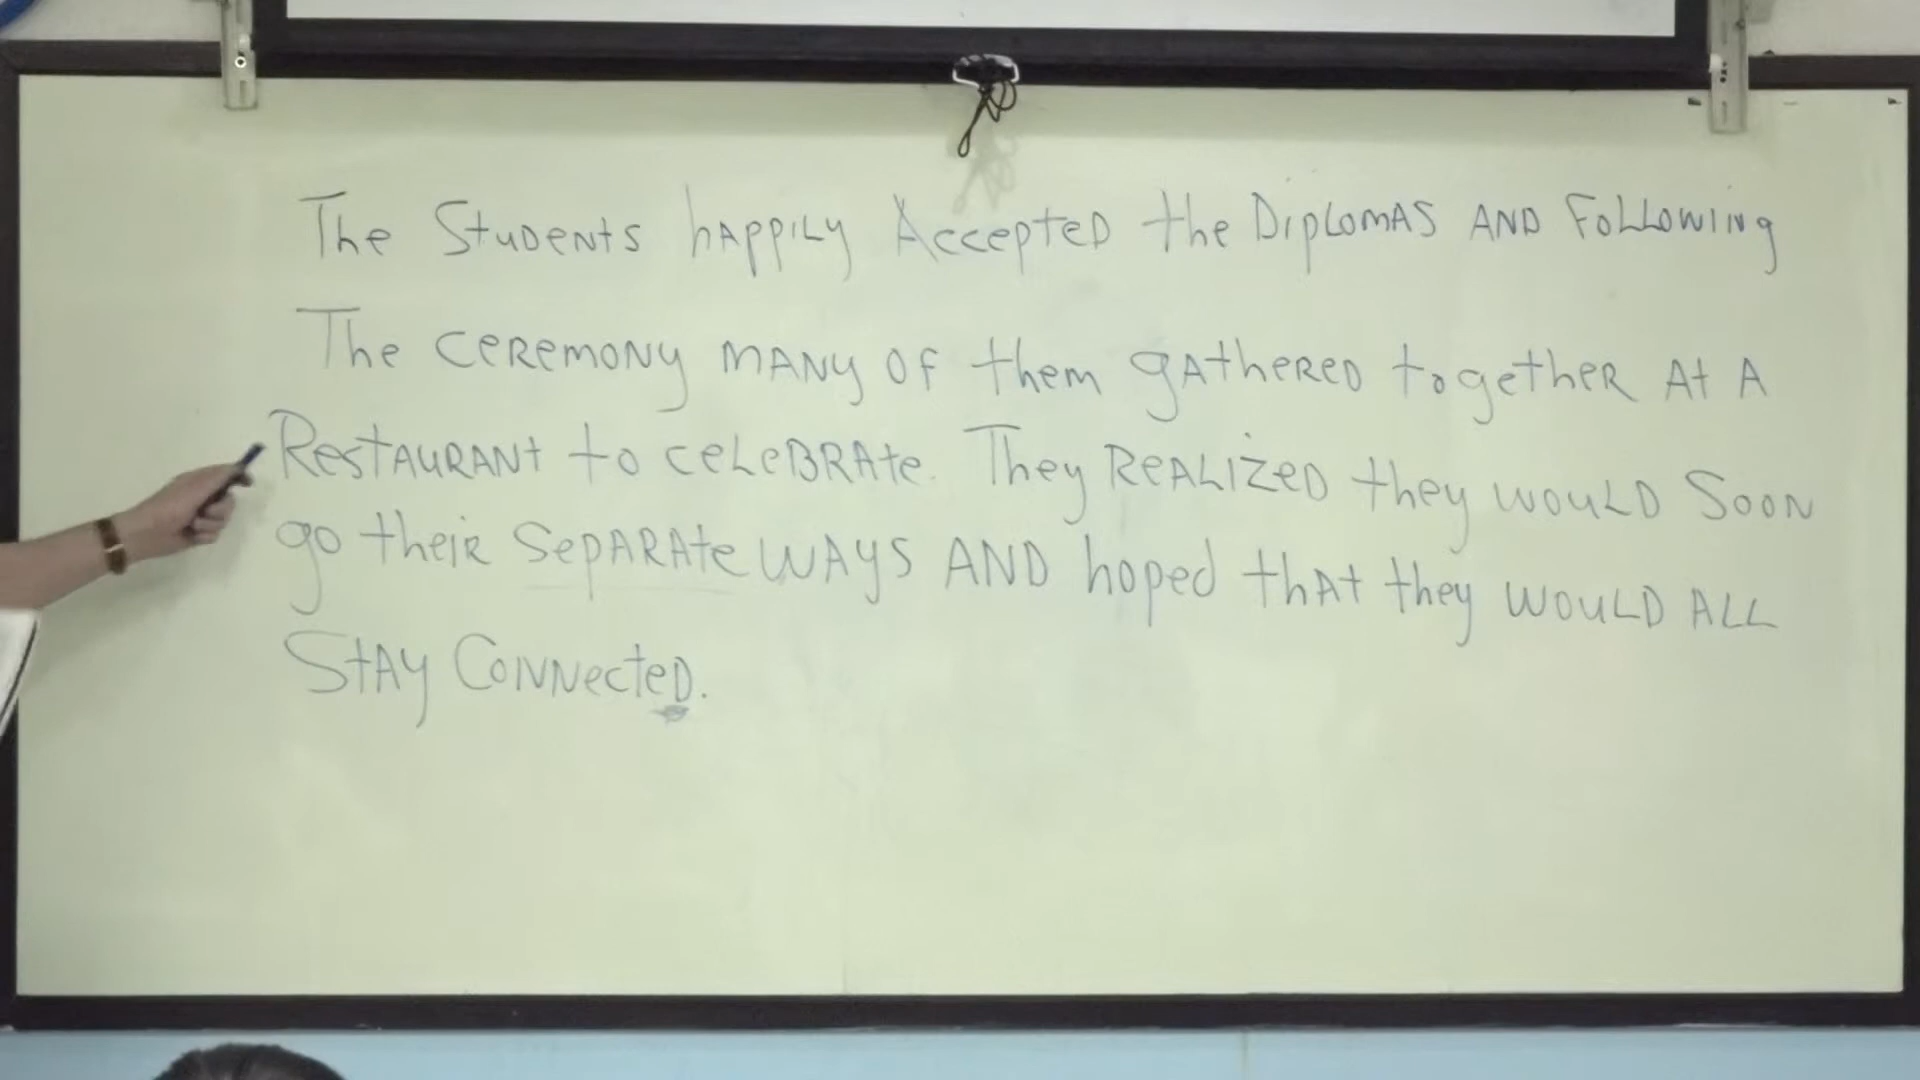 The Students happily Accepted the Diplomas AND Following
The ceremony many of them gathered together At A
Restaurant to celebrate. They Realized they would Soon
go their separate ways AND hoped that they would All
Stay Connected.